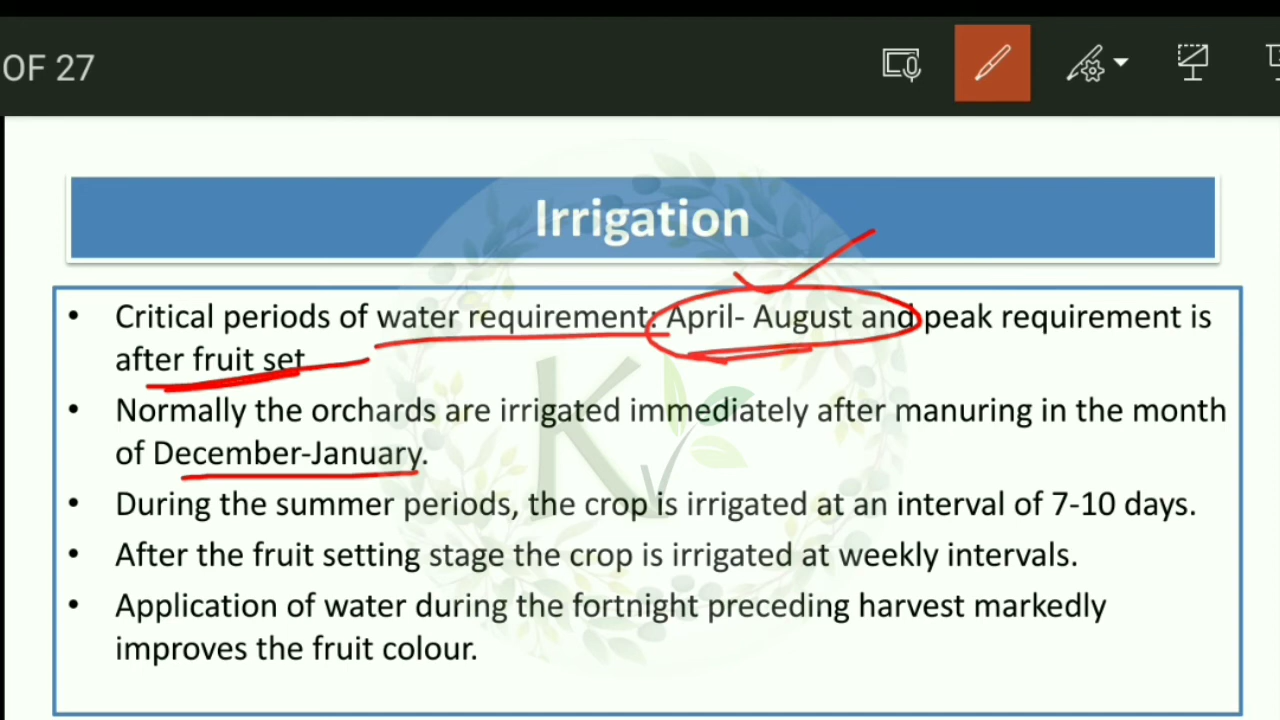 OF 27
Irrigation
• Critical periods of water requirement: April- August and peak requirement is
after fruit set
• Normally the orchards are irrigated immediately after manuring in the month
of December-January.
• During the summer periods, the crop is irrigated at an interval of 7-10 days.
• After the fruit setting stage the crop is irrigated at weekly intervals.
• Application of water during the fortnight preceding harvest markedly
improves the fruit colour.
K